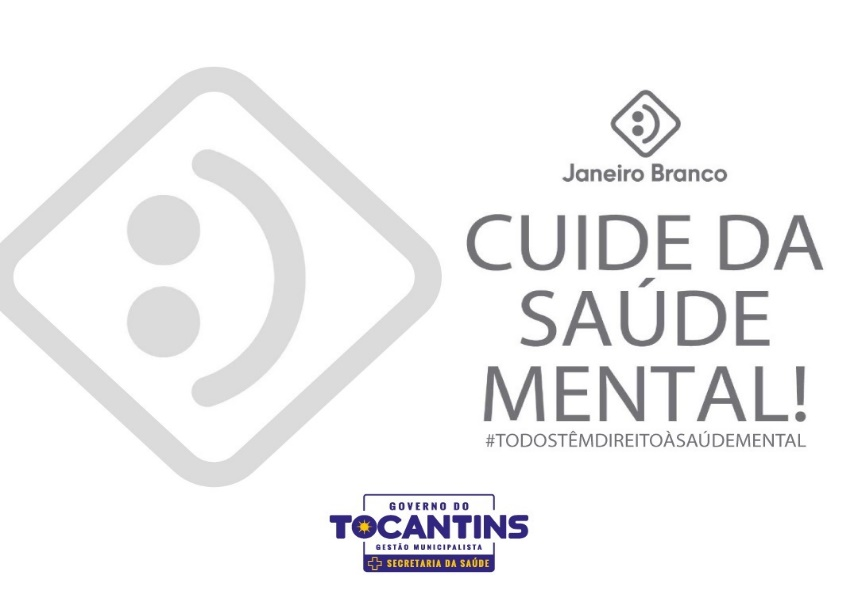 Janeiro Branco
CUIDE DA
SAÚDE
MENTAL!
#TODOSTÊMDIREITOÀSAÚDEMENTAL
GOVERNO DO
TOCANTINS
GESTÃO MUNICIPALISTA
SECRETARIA DA SAÚDE